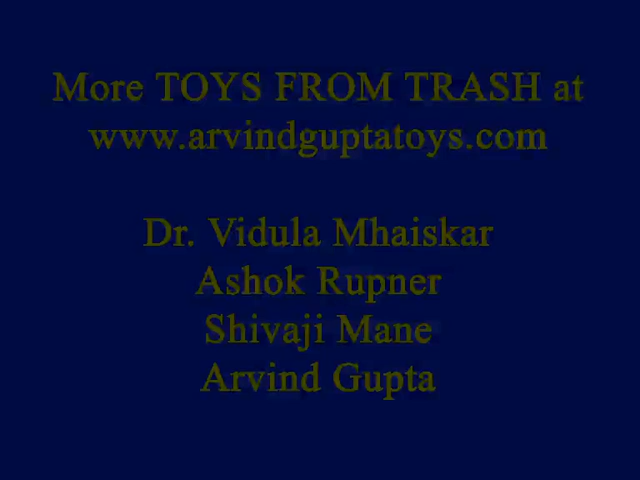 More TOYS FROM TRASH at
www.arvindguptatoys.com
Dr. Vidula Mhaiskar
Ashok Rupner
Shivaji Mane
Arvind Gupta